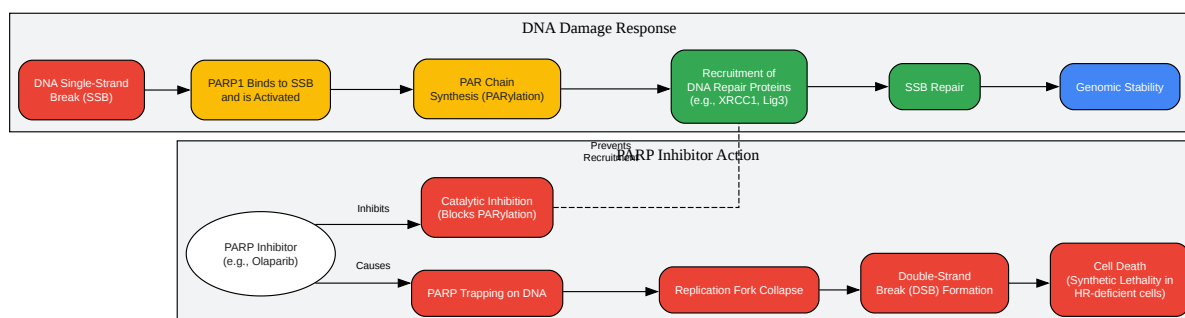 DNA Damage Response
DNA Single-Strand
Break (SSB)
PARP1 Binds to SSB
and is Activated
PAR Chain
Synthesis (PARylation)
Recruitment of
DNA Repair Proteins
(e.g., XRCC1, Lig3)
SSB Repair
Genomic Stability
PARP Inhibitor Action
Prevents
Recruitment
PARP Inhibitor
(e.g., Olaparib)
Inhibits
Catalytic Inhibition
(Blocks PARylation)
Causes
PARP Trapping on DNA
Replication Fork Collapse
Double-Strand
Break (DSB) Formation
Cell Death
(Synthetic Lethality in
HR-deficient cells)